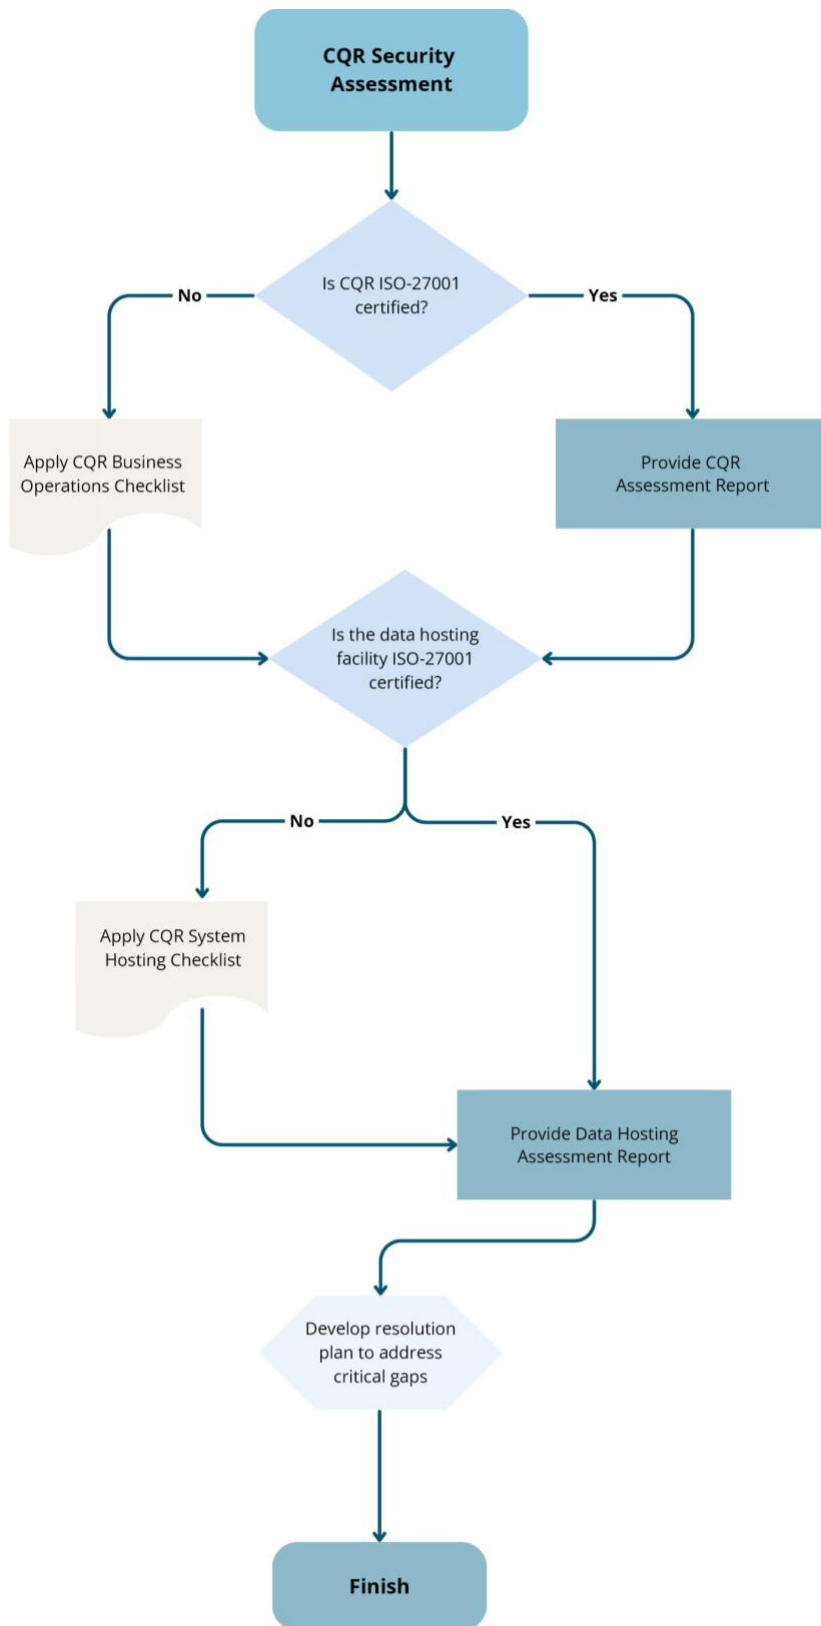 CQR Security
Assessment
Is CQR ISO-27001
certified?
No
Yes
Apply CQR Business
Operations Checklist
Provide CQR
Assessment Report
Is the data hosting
facility ISO-27001
certified?
No
Yes
Apply CQR System
Hosting Checklist
Provide Data Hosting
Assessment Report
Develop resolution
plan to address
critical gaps
Finish